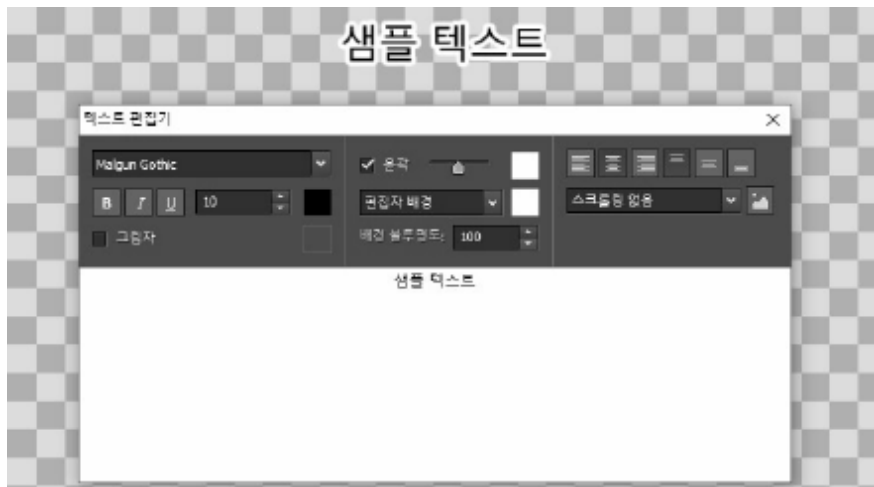 샘플 텍스트
텍스트 편집기
Malgun Gothic
윤곽
B I U 10
편집자 배경
스크롤링 없음
그림자
배경 불투명도: 100
샘플 텍스트